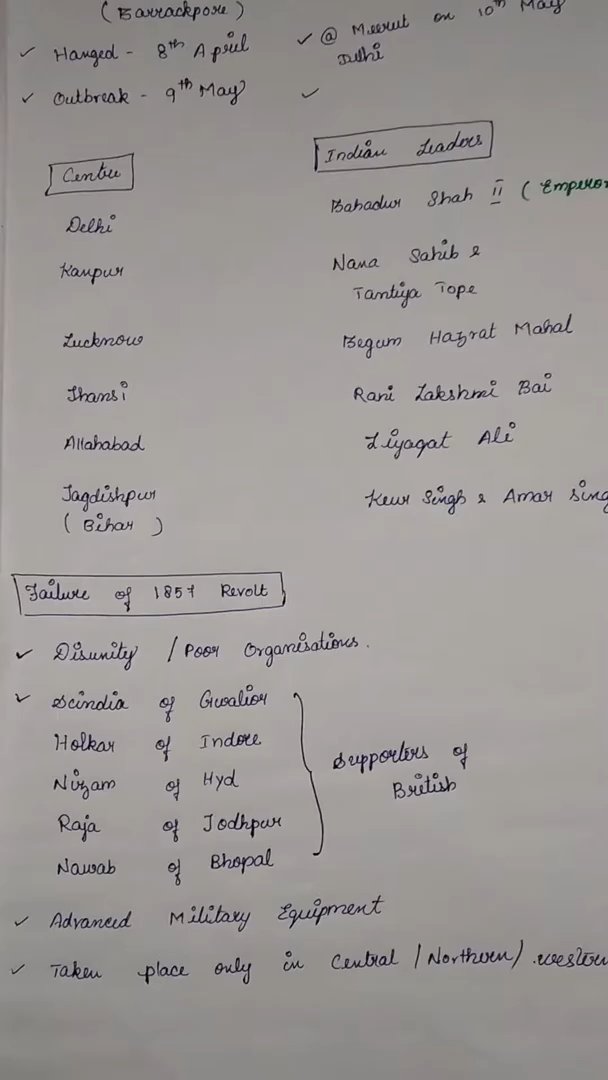 (Barrackpore)
✓ Hanged - 8th April
✓ Outbreak - 9th May
✓ @ Meerut on 10th May
Delhi
✓
Centre
Indian Leaders
Delhi
Bahadur Shah II (Emperor
Kanpur
Nana Sahib &
Tantiya Tope
Lucknow
Begum Hazrat Mahal
Jhansi
Rani Lakshmi Bai
Allahabad
Liyaqat Ali
Jagdishpur
(Bihar)
Keur Singh & Amar Sing
Failure of 1857 Revolt
✓ Disunity / Poor Organisations.
✓ Scindia of Gwalior
Holkar of Indore
Nizam of Hyd
Raja of Jodhpur
Nawab of Bhopal
Supporters of
British
✓ Advanced Military Equipment
✓ Taken place only in Central / Northern / western